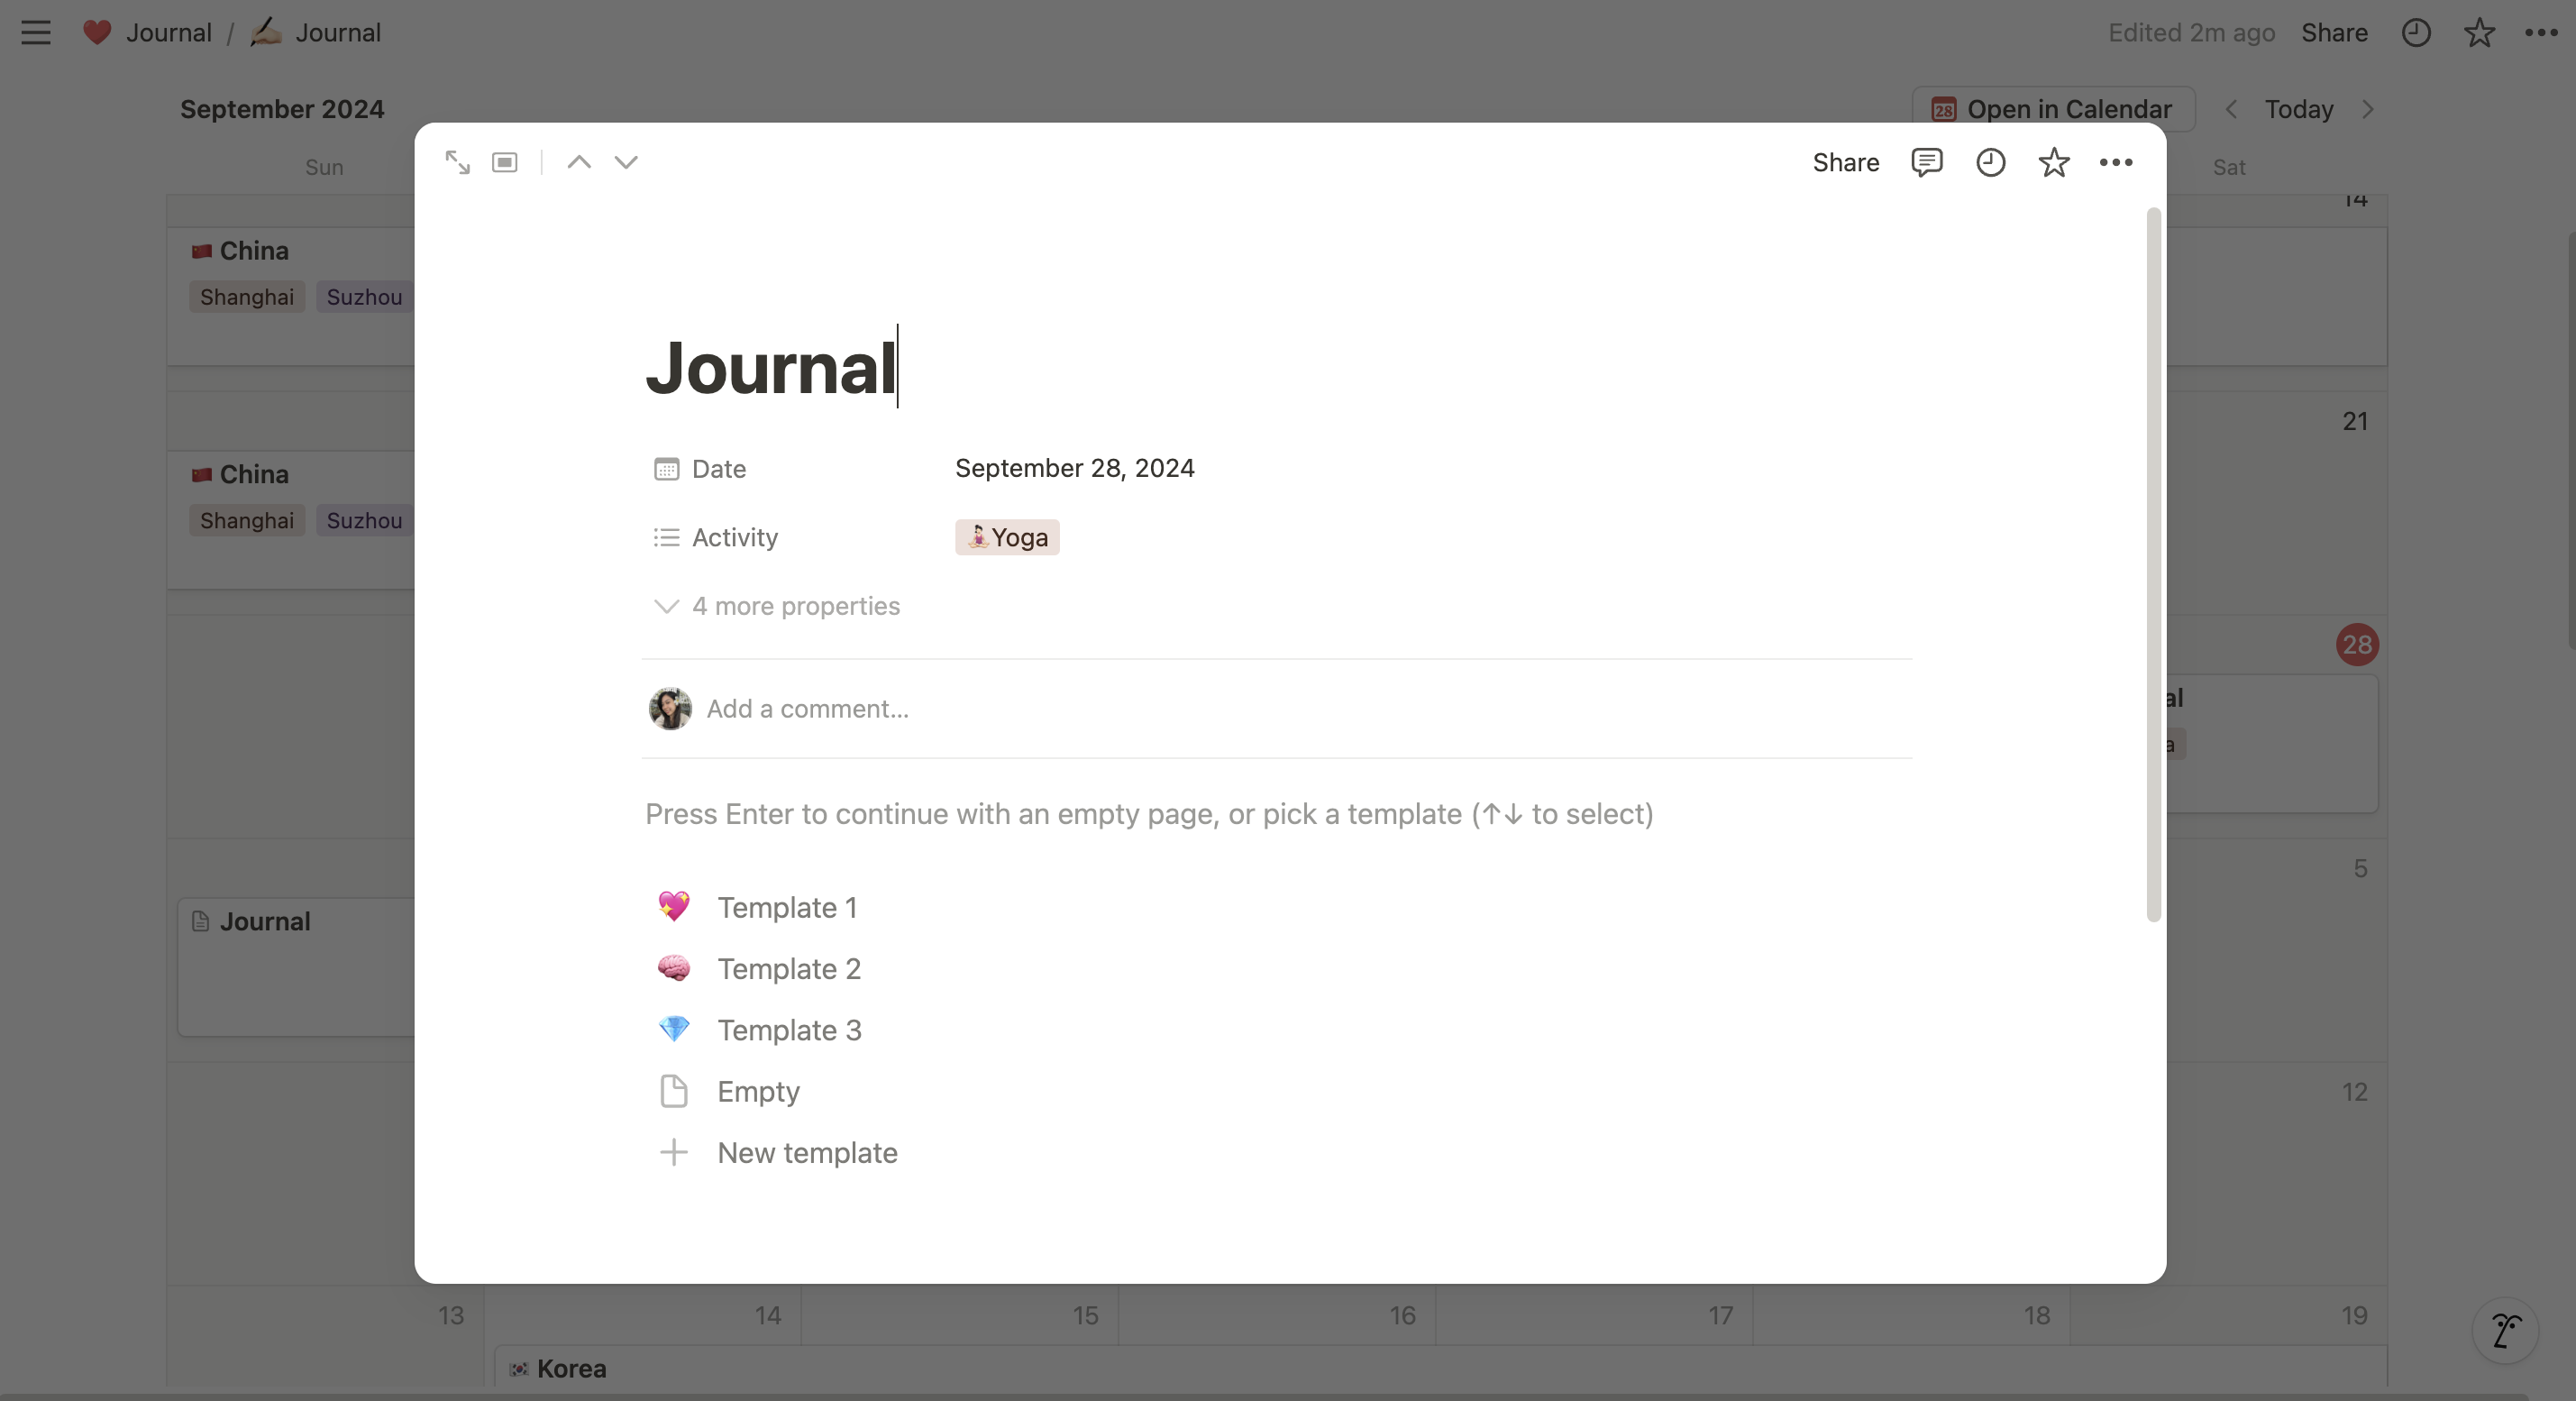 Journal / Journal
Edited 2m ago Share
September 2024
28 Open in Calendar Today
Sun
Sat
14
China
Shanghai Suzhou
21
China
Shanghai Suzhou
28
al
a
5
Journal
12
13 14 15 16 17 18 19
Korea
Share
Journal
Date September 28, 2024
Activity Yoga
4 more properties
Add a comment...
Press Enter to continue with an empty page, or pick a template (↑↓ to select)
Template 1
Template 2
Template 3
Empty
New template